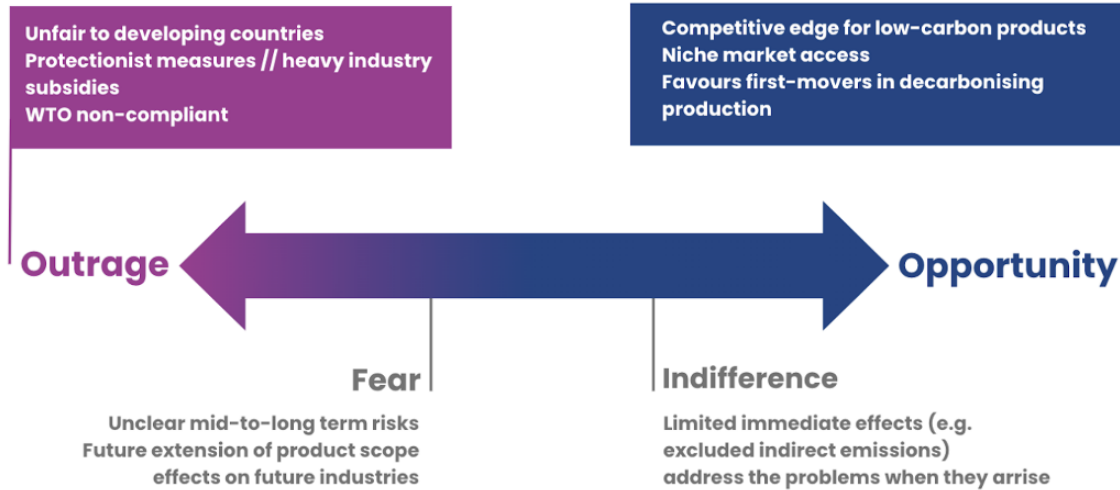 Unfair to developing countries
Protectionist measures // heavy industry
subsidies
WTO non-compliant
Competitive edge for low-carbon products
Niche market access
Favours first-movers in decarbonising
production
Outrage
Opportunity
Fear
Unclear mid-to-long term risks
Future extension of product scope
effects on future industries
Indifference
Limited immediate effects (e.g.
excluded indirect emissions)
address the problems when they arrise